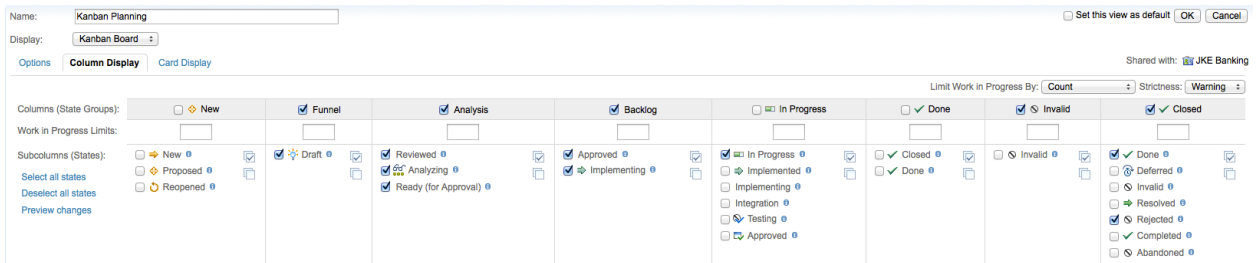 Name: Kanban Planning Set this view as default OK Cancel
Display: Kanban Board
Options Column Display Card Display Shared with: JKE Banking
Limit Work in Progress By: Count Strictness: Warning
Columns (State Groups): New Funnel Analysis Backlog In Progress Done Invalid Closed
Work in Progress Limits:
Subcolumns (States): New Draft Reviewed Approved In Progress Closed Invalid Done
Select all states Proposed Analyzing Implementing Implemented Done Deferred
Deselect all states Reopened Ready (for Approval) Implementing Invalid
Preview changes Integration Resolved
Testing Rejected
Approved Completed
Abandoned